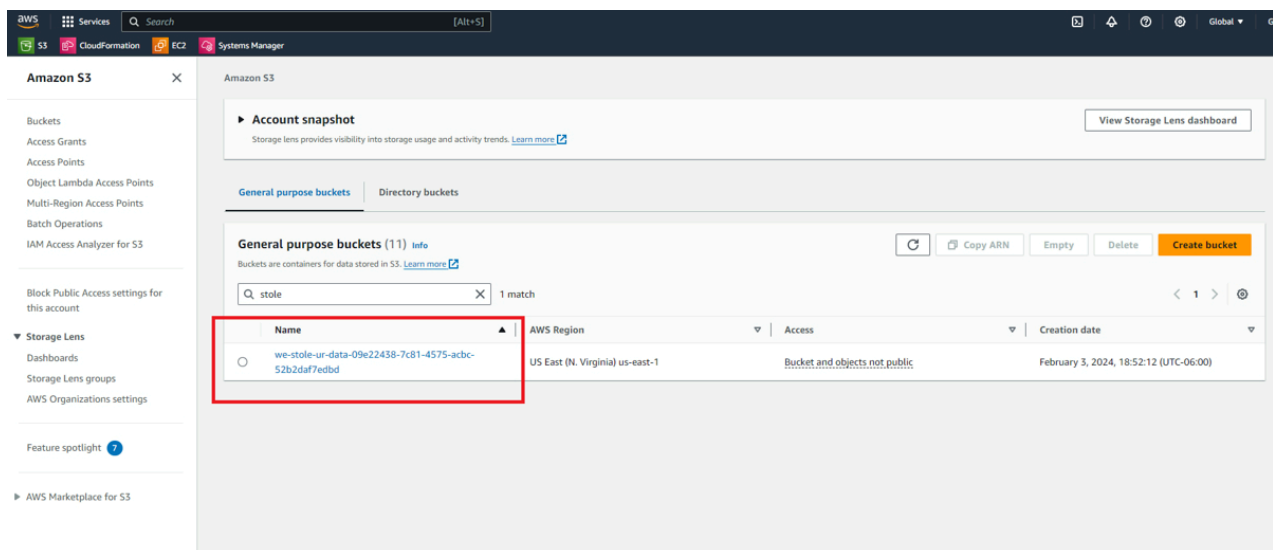 aws Services Search [Alt+S] Global
S3 CloudFormation EC2 Systems Manager
Amazon S3
Buckets
Access Grants
Access Points
Object Lambda Access Points
Multi-Region Access Points
Batch Operations
IAM Access Analyzer for S3
Block Public Access settings for
this account
Storage Lens
Dashboards
Storage Lens groups
AWS Organizations settings
Feature spotlight 7
AWS Marketplace for S3
Amazon S3
Account snapshot
View Storage Lens dashboard
Storage lens provides visibility into storage usage and activity trends. Learn more
General purpose buckets Directory buckets
General purpose buckets (11) Info
Copy ARN Empty Delete Create bucket
Buckets are containers for data stored in S3. Learn more
stole 1 match
1
Name AWS Region Access Creation date
we-stole-ur-data-09e22438-7c81-4575-acbc-
52b2daf7edbd
US East (N. Virginia) us-east-1 Bucket and objects not public February 3, 2024, 18:52:12 (UTC-06:00)